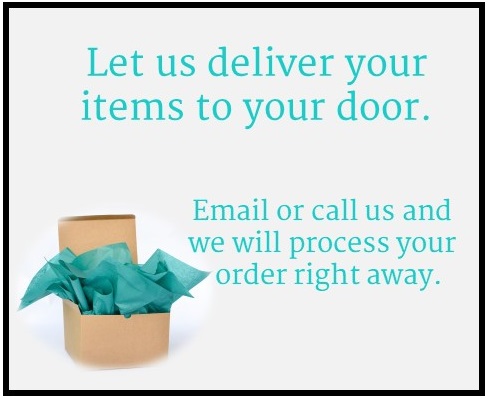 Let us deliver your
items to your door.
Email or call us and
we will process your
order right away.